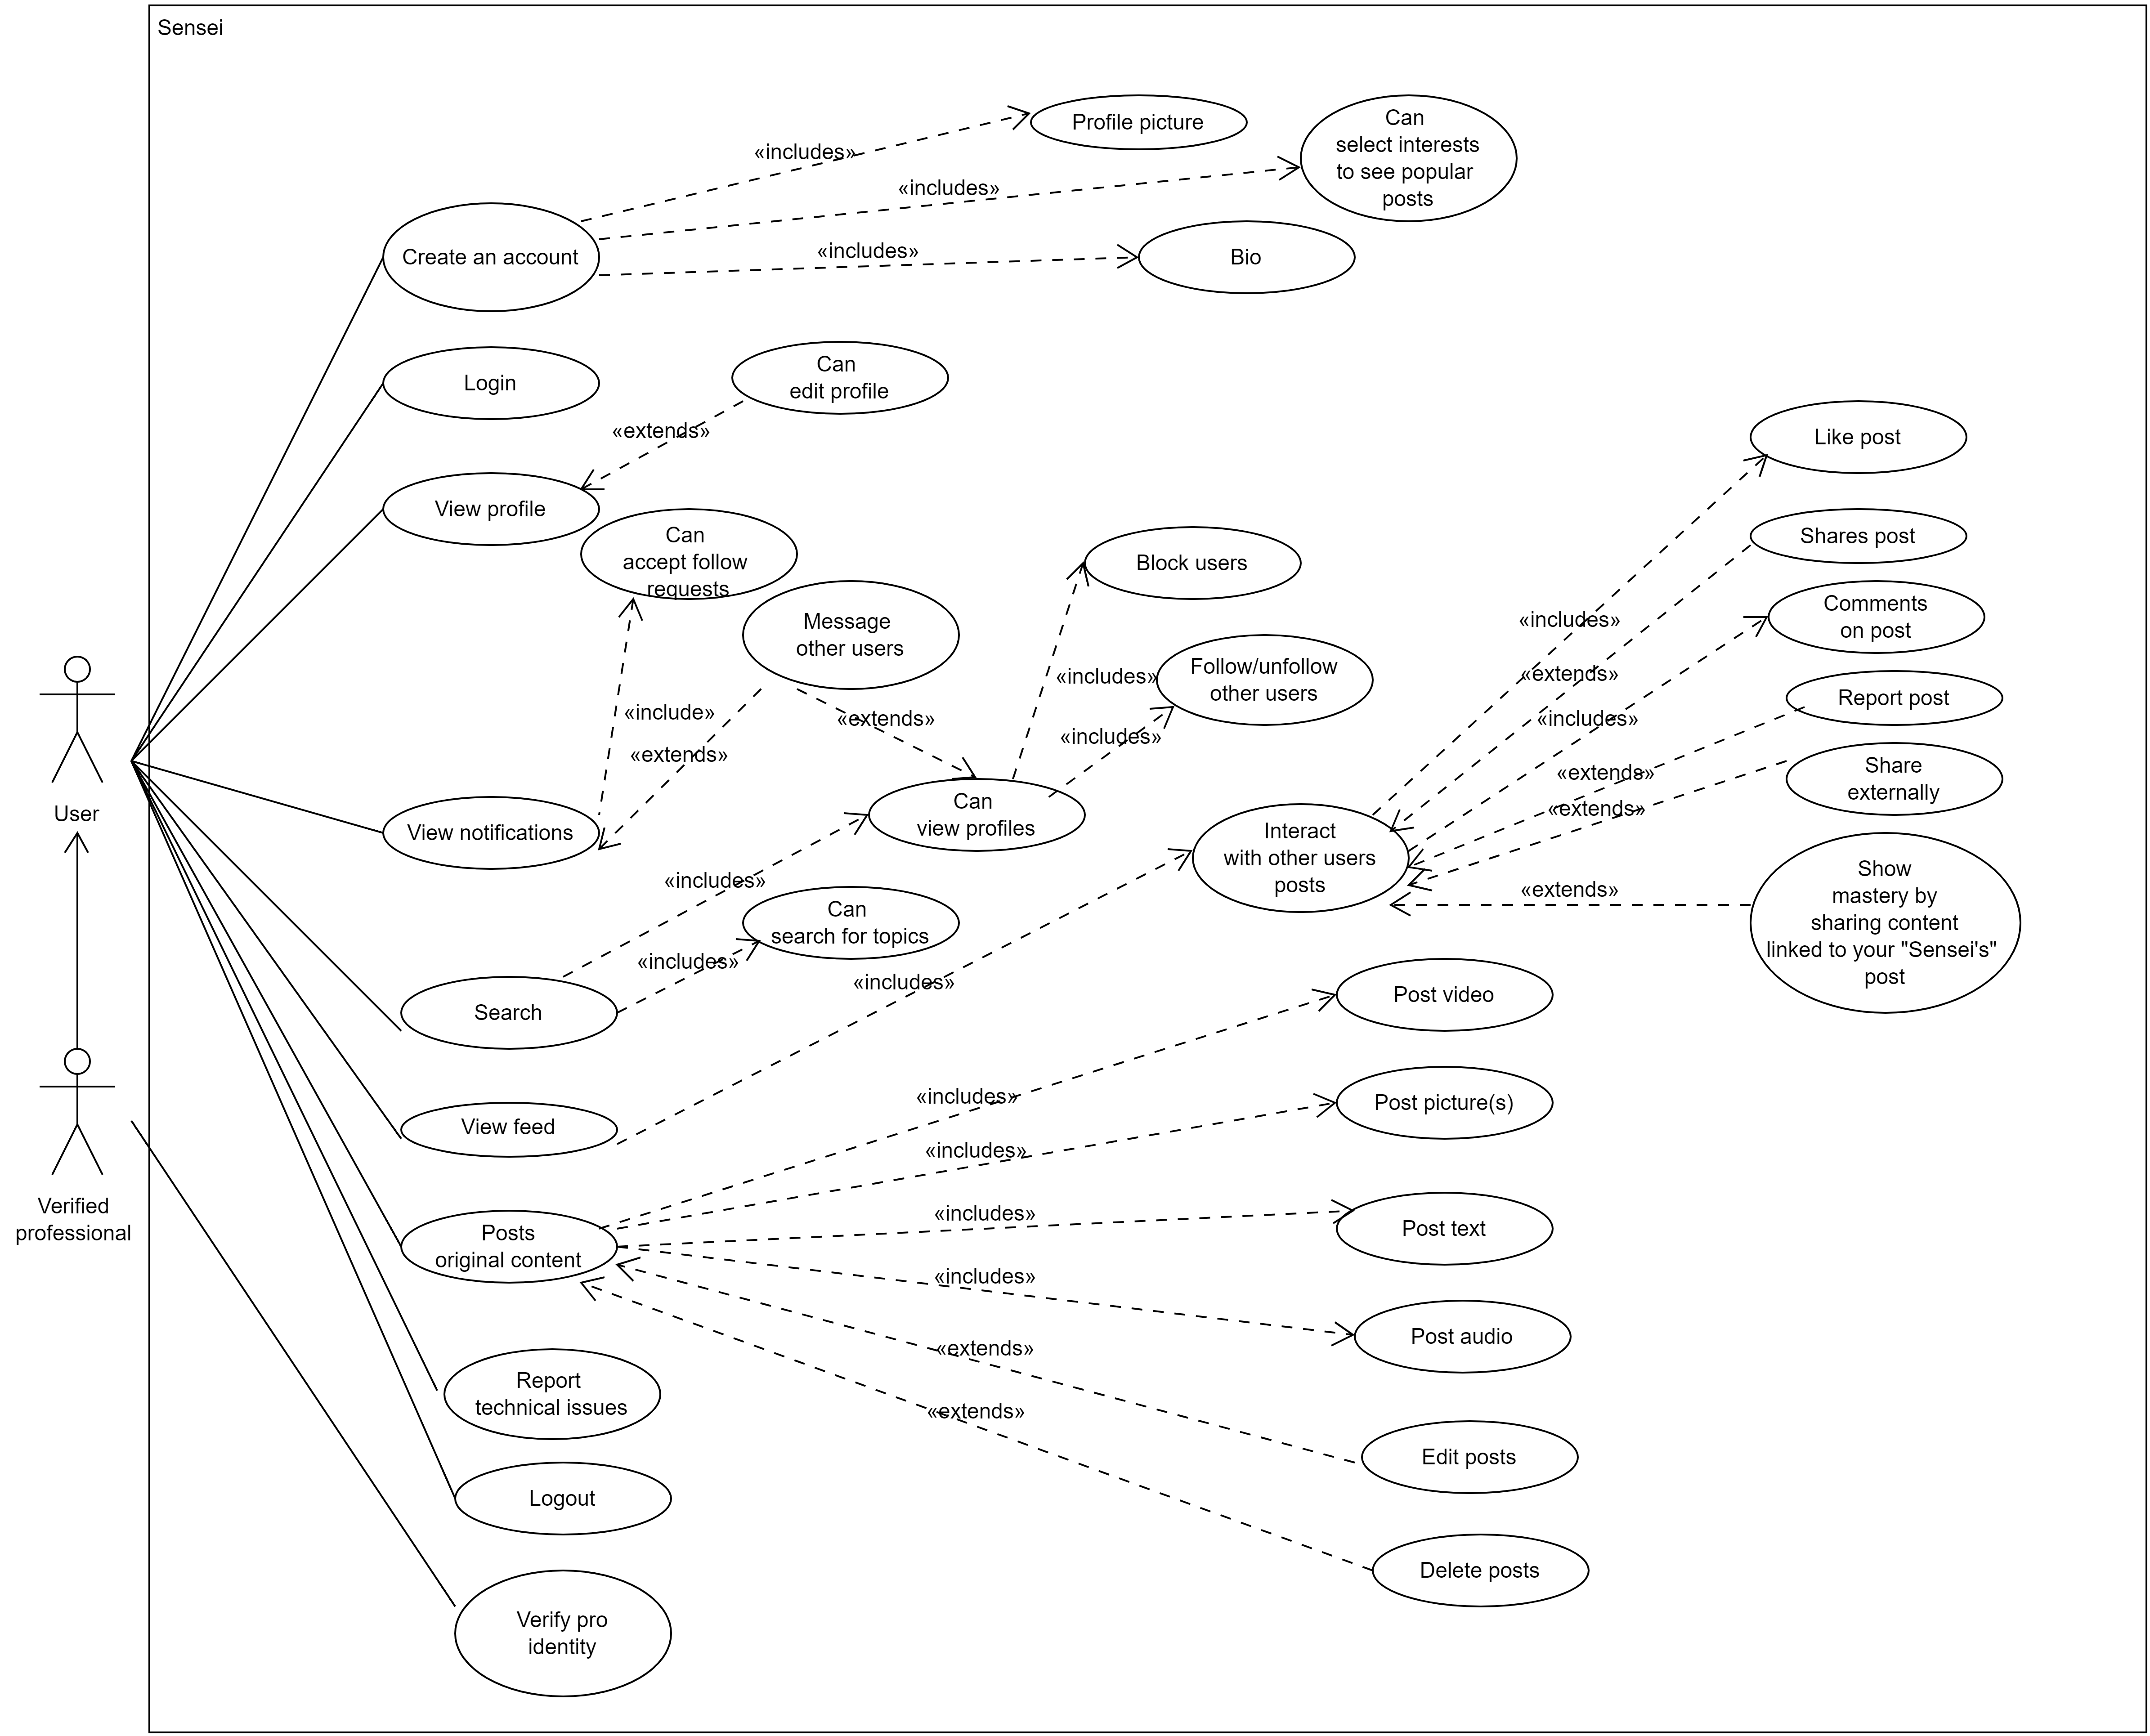 Sensei
Profile picture
Can
select interests
to see popular
posts
«includes»
«includes»
«includes»
Create an account
Bio
Login
Can
edit profile
«extends»
View profile
Can
accept follow
requests
Message
other users
Block users
Follow/unfollow
other users
«includes»
«includes»
«include»
«extends»
«extends»
Like post
Shares post
Comments
on post
Report post
Share
externally
Show
mastery by
sharing content
linked to your "Sensei's"
post
«includes»
«extends»
«includes»
«extends»
«extends»
«extends»
User
View notifications
Can
view profiles
Interact
with other users
posts
«includes»
Can
search for topics
«includes»
«includes»
Search
Post video
View feed
«includes»
Post picture(s)
«includes»
Verified
professional
Posts
original content
«includes»
Post text
«includes»
Post audio
«extends»
Report
technical issues
«extends»
Edit posts
Logout
Delete posts
Verify pro
identity